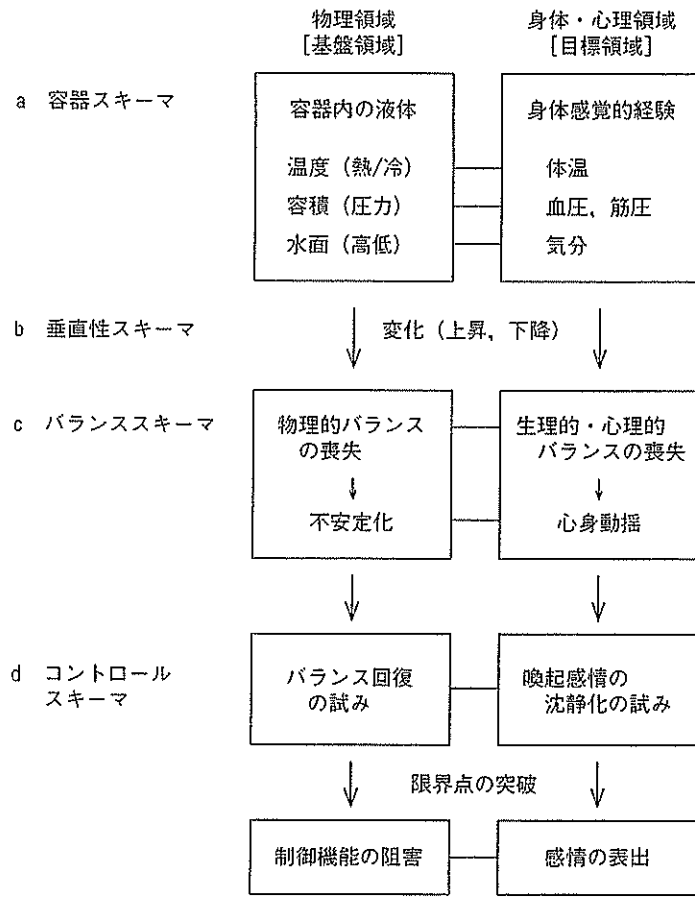 物理領域
[基盤領域]
身体・心理領域
[目標領域]
a 容器スキーマ
容器内の液体
温度(熱/冷)
容積(圧力)
水面(高低)
身体感覚的経験
体温
血圧，筋圧
気分
b 垂直性スキーマ
変化(上昇，下降)
c バランススキーマ
物理的バランス
の喪失
不安定化
生理的・心理的
バランスの喪失
心身動揺
d コントロール
スキーマ
バランス回復
の試み
喚起感情の
沈静化の試み
限界点の突破
制御機能の阻害
感情の表出